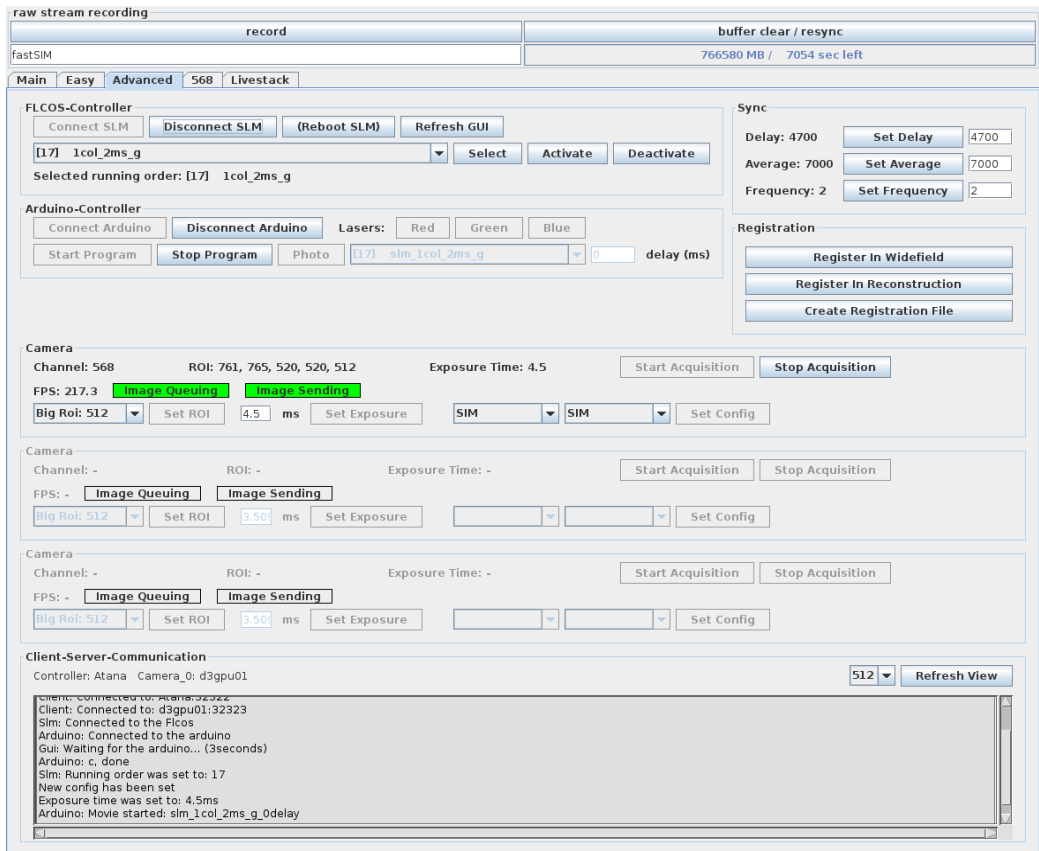 raw stream recording
record buffer clear / resync
fastSIM 766580 MB / 7054 sec left
Main Easy Advanced 568 Livestack
FLCOS-Controller
Connect SLM Disconnect SLM (Reboot SLM) Refresh GUI
[17] 1col_2ms_g Select Activate Deactivate
Selected running order: [17] 1col_2ms_g
Sync
Delay: 4700 Set Delay 4700
Average: 7000 Set Average 7000
Frequency: 2 Set Frequency 2
Arduino-Controller
Connect Arduino Disconnect Arduino Lasers: Red Green Blue
Start Program Stop Program Photo [17] slm_1col_2ms_g 0 delay (ms)
Registration
Register In Widefield
Register In Reconstruction
Create Registration File
Camera
Channel: 568 ROI: 761, 765, 520, 520, 512 Exposure Time: 4.5 Start Acquisition Stop Acquisition
FPS: 217.3 Image Queuing Image Sending
Big Roi: 512 Set ROI 4.5 ms Set Exposure SIM SIM Set Config
Camera
Channel: - ROI: - Exposure Time: - Start Acquisition Stop Acquisition
FPS: - Image Queuing Image Sending
Big Roi: 512 Set ROI 3.509 ms Set Exposure Set Config
Camera
Channel: - ROI: - Exposure Time: - Start Acquisition Stop Acquisition
FPS: - Image Queuing Image Sending
Big Roi: 512 Set ROI 3.509 ms Set Exposure Set Config
Client-Server-Communication
Controller: Atana Camera_0: d3gpu01 512 Refresh View
Client: Connected to: Atana:32322
Client: Connected to: d3gpu01:32323
Slm: Connected to the Flcos
Arduino: Connected to the arduino
Gui: Waiting for the arduino... (3seconds)
Arduino: c, done
Slm: Running order was set to: 17
New config has been set
Exposure time was set to: 4.5ms
Arduino: Movie started: slm_1col_2ms_g_0delay